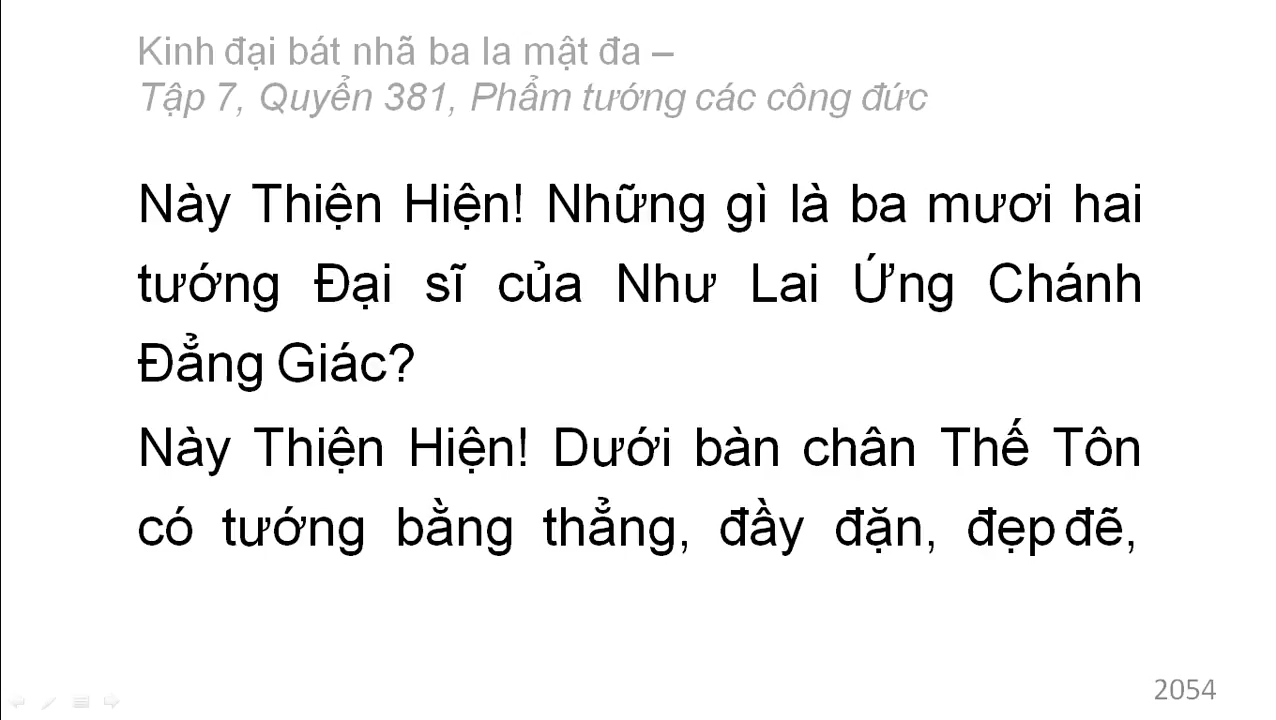 Kinh đại bát nhã ba la mật đa –
Tập 7, Quyển 381, Phẩm tướng các công đức
Này Thiện Hiện! Những gì là ba mươi hai
tướng Đại sĩ của Như Lai Ứng Chánh
Đẳng Giác?
Này Thiện Hiện! Dưới bàn chân Thế Tôn
có tướng bằng thẳng, đầy đặn, đẹp đẽ,
2054